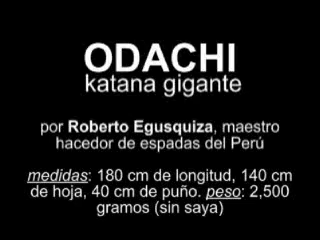 ODACHI
katana gigante
por Roberto Egusquiza, maestro
hacedor de espadas del Perú
medidas: 180 cm de longitud, 140 cm
de hoja, 40 cm de puño. peso: 2,500
gramos (sin saya)